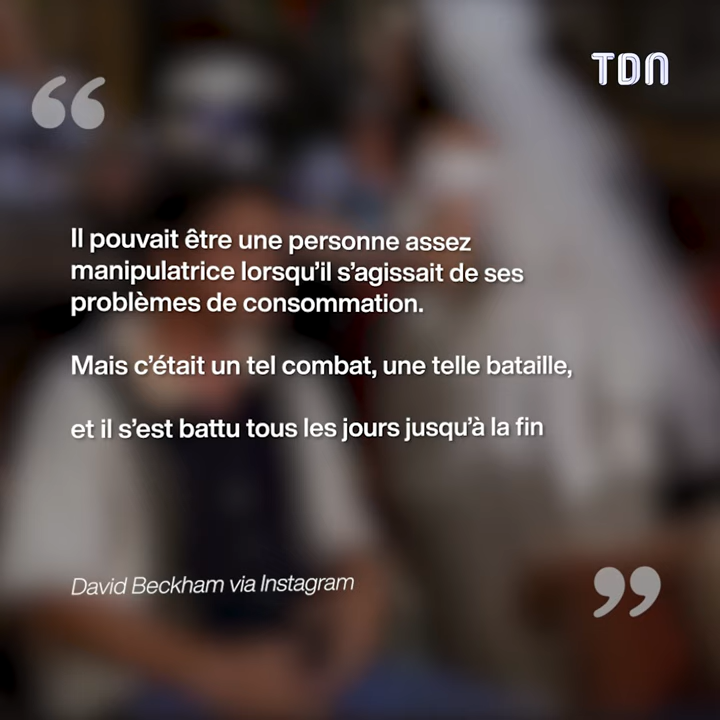 TDN
“
Il pouvait être une personne assez
manipulatrice lorsqu’il s’agissait de ses
problèmes de consommation.
Mais c’était un tel combat, une telle bataille,
et il s’est battu tous les jours jusqu’à la fin
David Beckham via Instagram
”